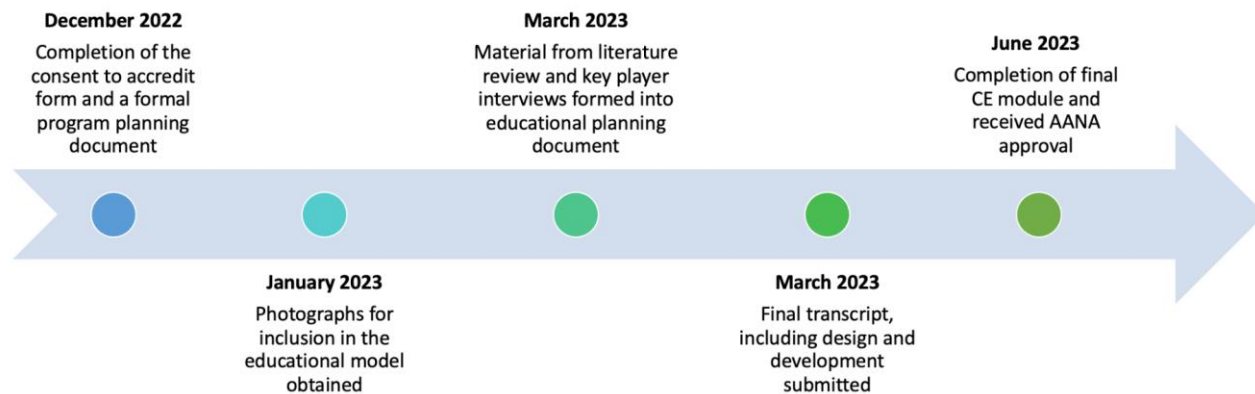 December 2022
Completion of the
consent to accredit
form and a formal
program planning
document
January 2023
Photographs for
inclusion in the
educational model
obtained
March 2023
Material from literature
review and key player
interviews formed into
educational planning
document
March 2023
Final transcript,
including design and
development
submitted
June 2023
Completion of final
CE module and
received AANA
approval